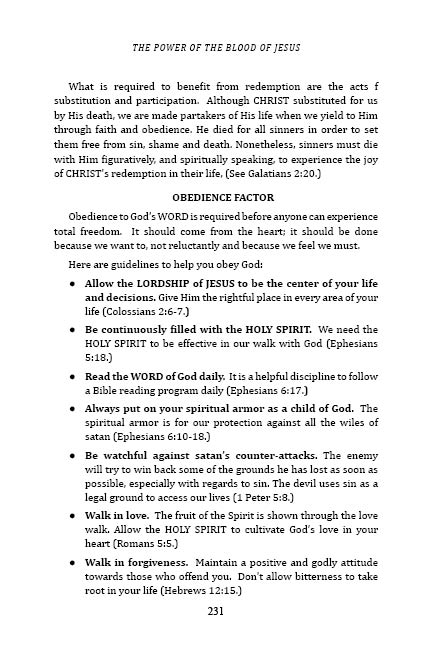 THE POWER OF THE BLOOD OF JESUS
What is required to benefit from redemption are the acts f
substitution and participation. Although CHRIST substituted for us
by His death, we are made partakers of His life when we yield to Him
through faith and obedience. He died for all sinners in order to set
them free from sin, shame and death. Nonetheless, sinners must die
with Him figuratively, and spiritually speaking, to experience the joy
of CHRIST's redemption in their life, (See Galatians 2:20.)
OBEDIENCE FACTOR
Obedience to God's WORD is required before anyone can experience
total freedom. It should come from the heart; it should be done
because we want to, not reluctantly and because we feel we must.
Here are guidelines to help you obey God:
● Allow the LORDSHIP of JESUS to be the center of your life
and decisions. Give Him the rightful place in every area of your
life (Colossians 2:6-7.)
● Be continuously filled with the HOLY SPIRIT. We need the
HOLY SPIRIT to be effective in our walk with God (Ephesians
5:18.)
● Read the WORD of God daily. It is a helpful discipline to follow
a Bible reading program daily (Ephesians 6:17.)
● Always put on your spiritual armor as a child of God. The
spiritual armor is for our protection against all the wiles of
satan (Ephesians 6:10-18.)
● Be watchful against satan's counter-attacks. The enemy
will try to win back some of the grounds he has lost as soon as
possible, especially with regards to sin. The devil uses sin as a
legal ground to access our lives (1 Peter 5:8.)
● Walk in love. The fruit of the Spirit is shown through the love
walk. Allow the HOLY SPIRIT to cultivate God's love in your
heart (Romans 5:5.)
● Walk in forgiveness. Maintain a positive and godly attitude
towards those who offend you. Don't allow bitterness to take
root in your life (Hebrews 12:15.)
231